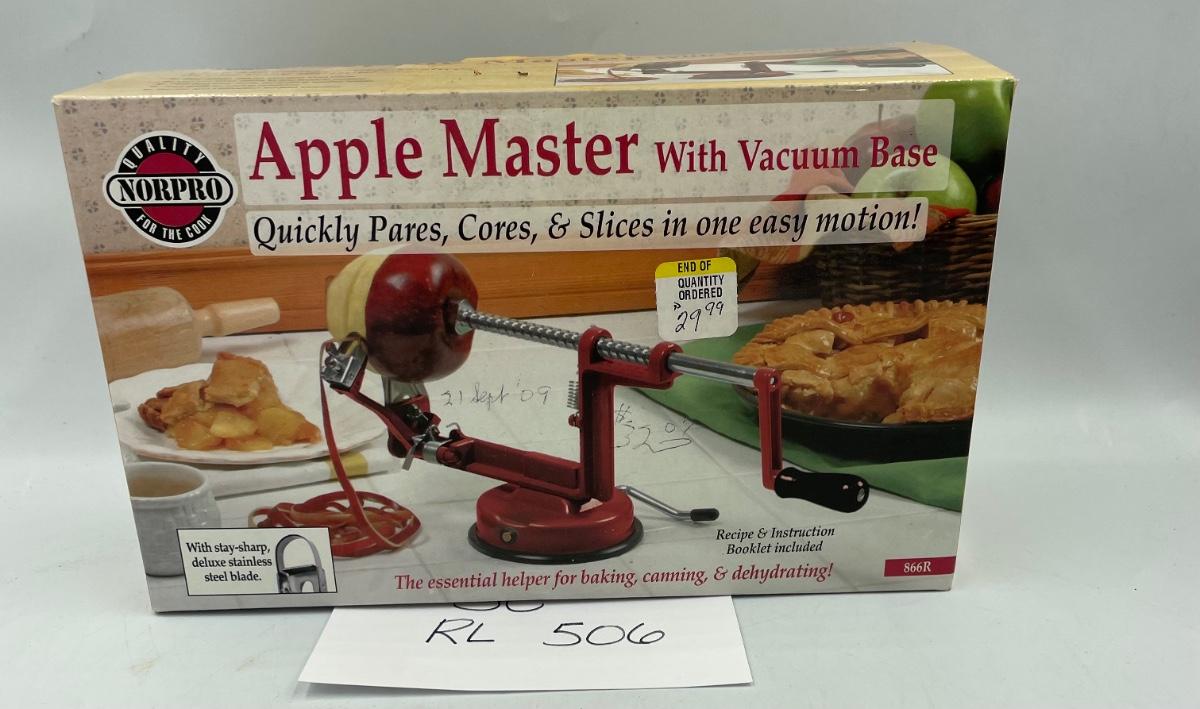 QUALITY
NORPRO
FOR THE COOK
Apple Master With Vacuum Base
Quickly Pares, Cores, & Slices in one easy motion!
END OF
QUANTITY
ORDERED
29 99
21 Sept '09
$32 07
With stay-sharp,
deluxe stainless
steel blade.
Recipe & Instruction
Booklet included
866R
The essential helper for baking, canning, & dehydrating!
RL 506